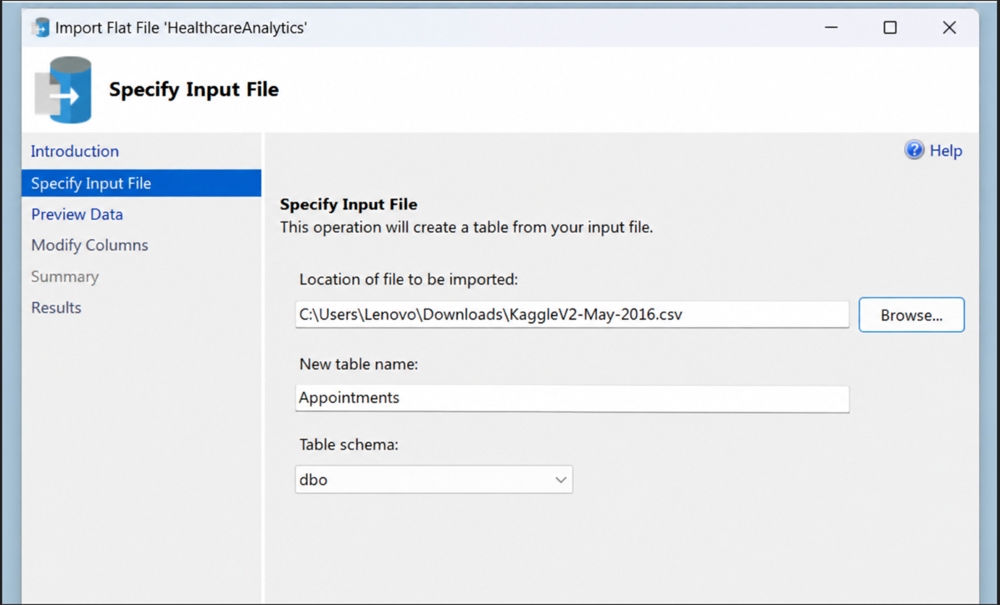 Import Flat File 'HealthcareAnalytics'
Specify Input File
Introduction
Specify Input File
Preview Data
Modify Columns
Summary
Results
Help
Specify Input File
This operation will create a table from your input file.
Location of file to be imported:
C:\Users\Lenovo\Downloads\KaggleV2-May-2016.csv
Browse...
New table name:
Appointments
Table schema:
dbo